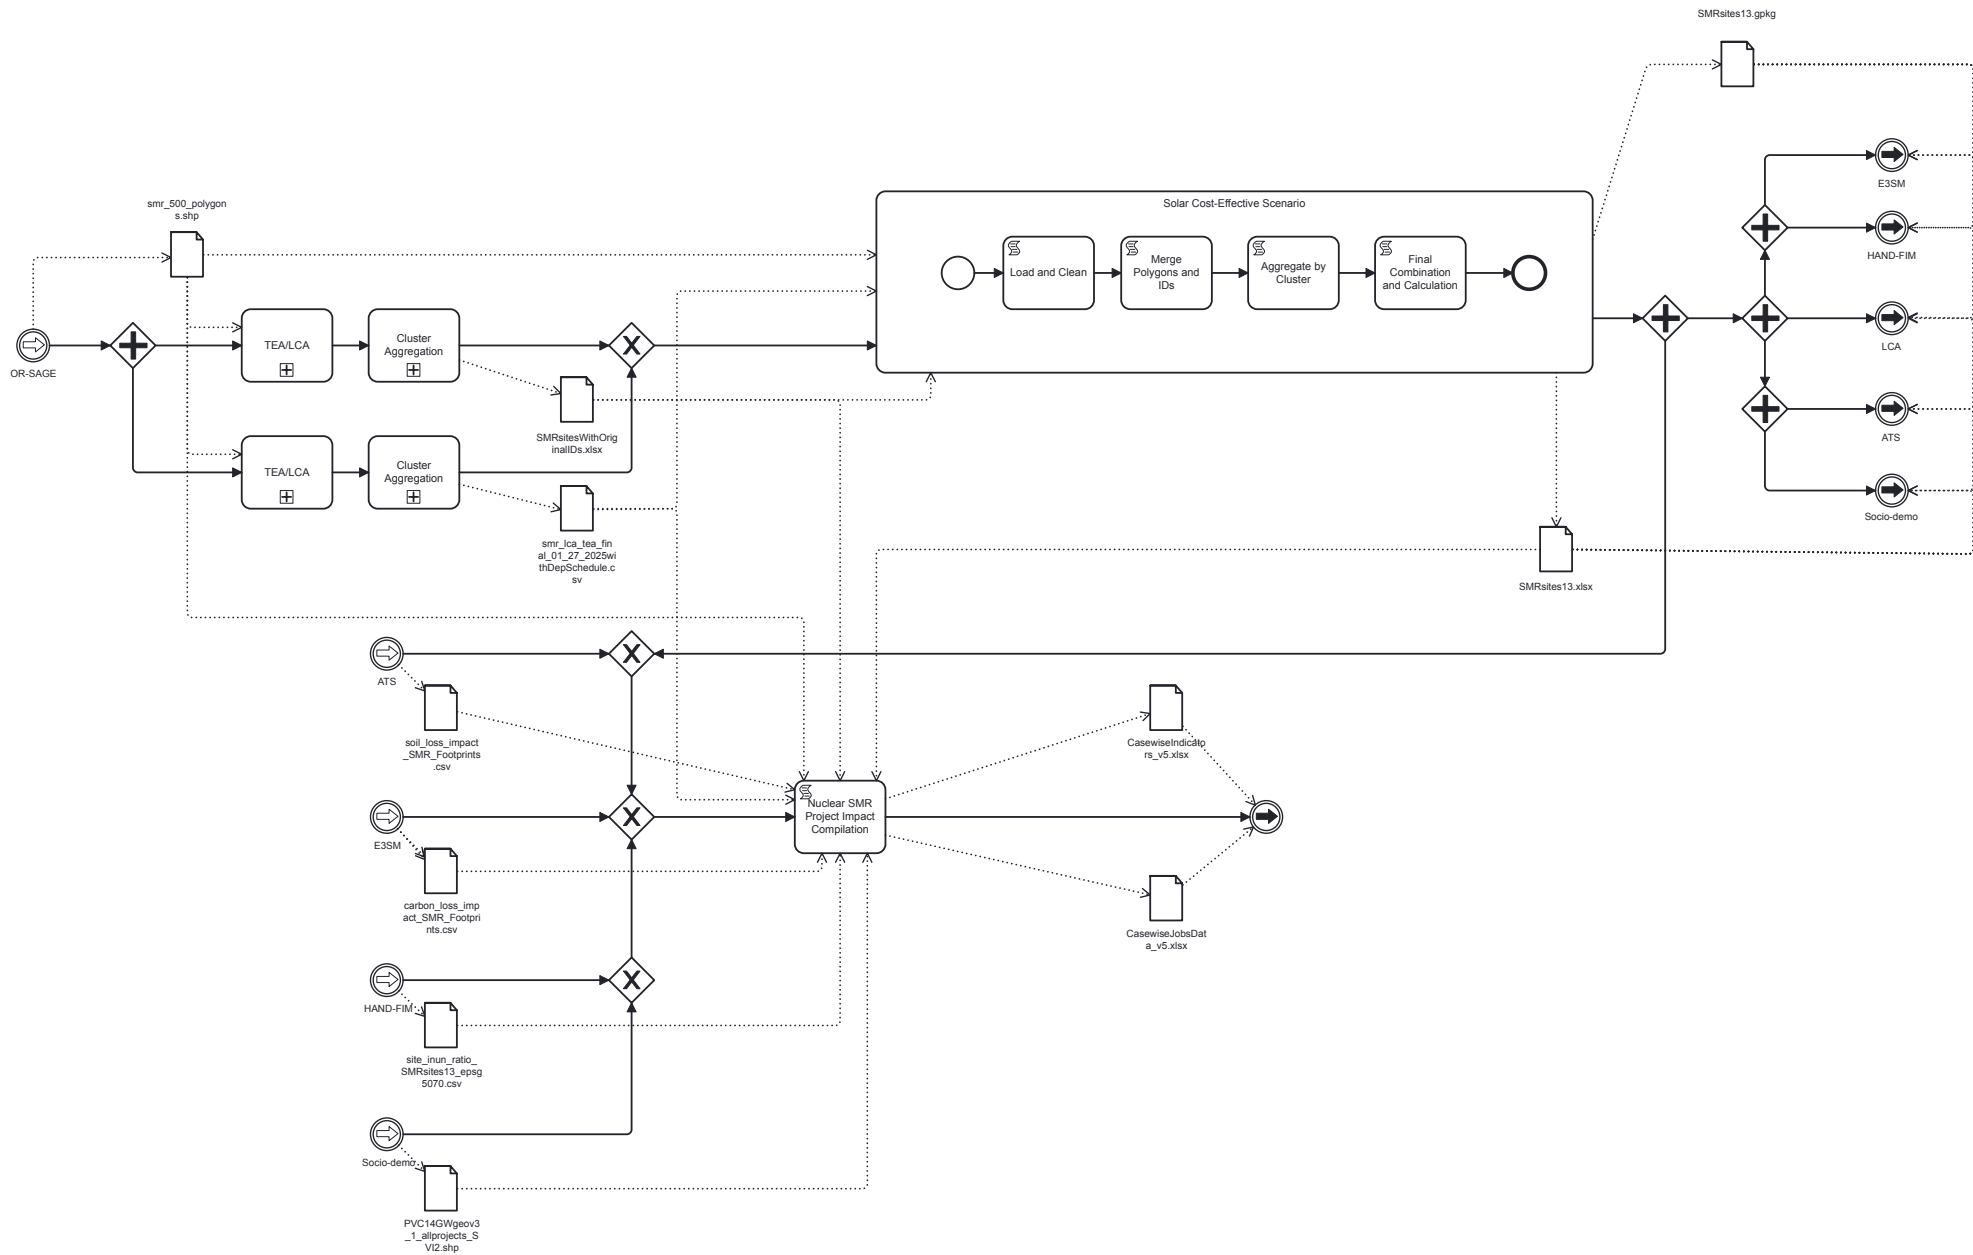 SMRsites13.gpkg
E3SM
HAND-FIM
LCA
ATS
Socio-demo
smr_500_polygon
s.shp
Solar Cost-Effective Scenario
Load and Clean
Merge
Polygons and
IDs
Aggregate by
Cluster
Final
Combination
and Calculation
OR-SAGE
TEA/LCA
Cluster
Aggregation
SMRsitesWithOrig
inalIDs.xlsx
TEA/LCA
Cluster
Aggregation
smr_lca_tea_fin
al_01_27_2025wi
thDepSchedule.c
sv
SMRsites13.xlsx
ATS
soil_loss_impact
_SMR_Footprints
.csv
E3SM
carbon_loss_imp
act_SMR_Footpri
nts.csv
Nuclear SMR
Project Impact
Compilation
CasewiseIndicato
rs_v5.xlsx
CasewiseJobsDat
a_v5.xlsx
HAND-FIM
site_inun_ratio_
SMRsites13_epsg
5070.csv
Socio-demo
PVC14GWgeov3
_1_allprojects_S
VI2.shp